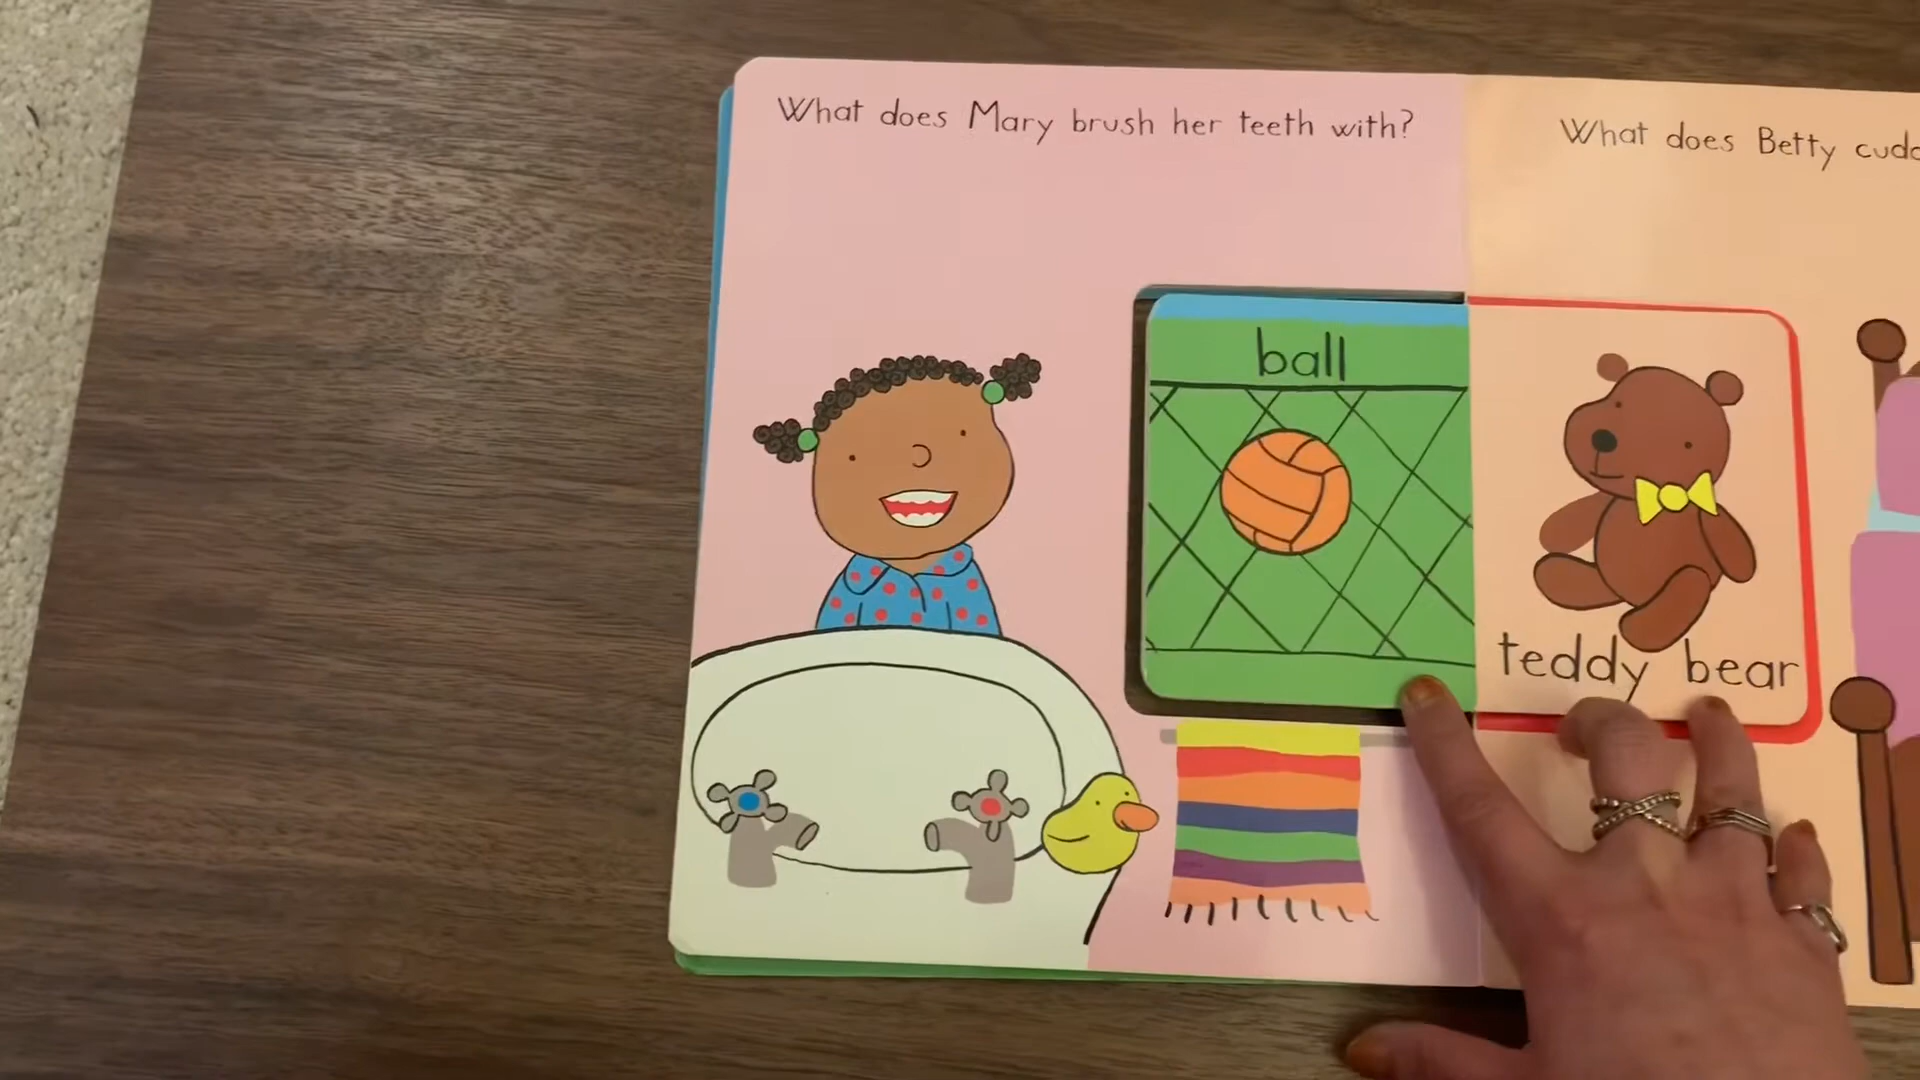 What does Mary brush her teeth with?
ball
What does Betty
teddy bear